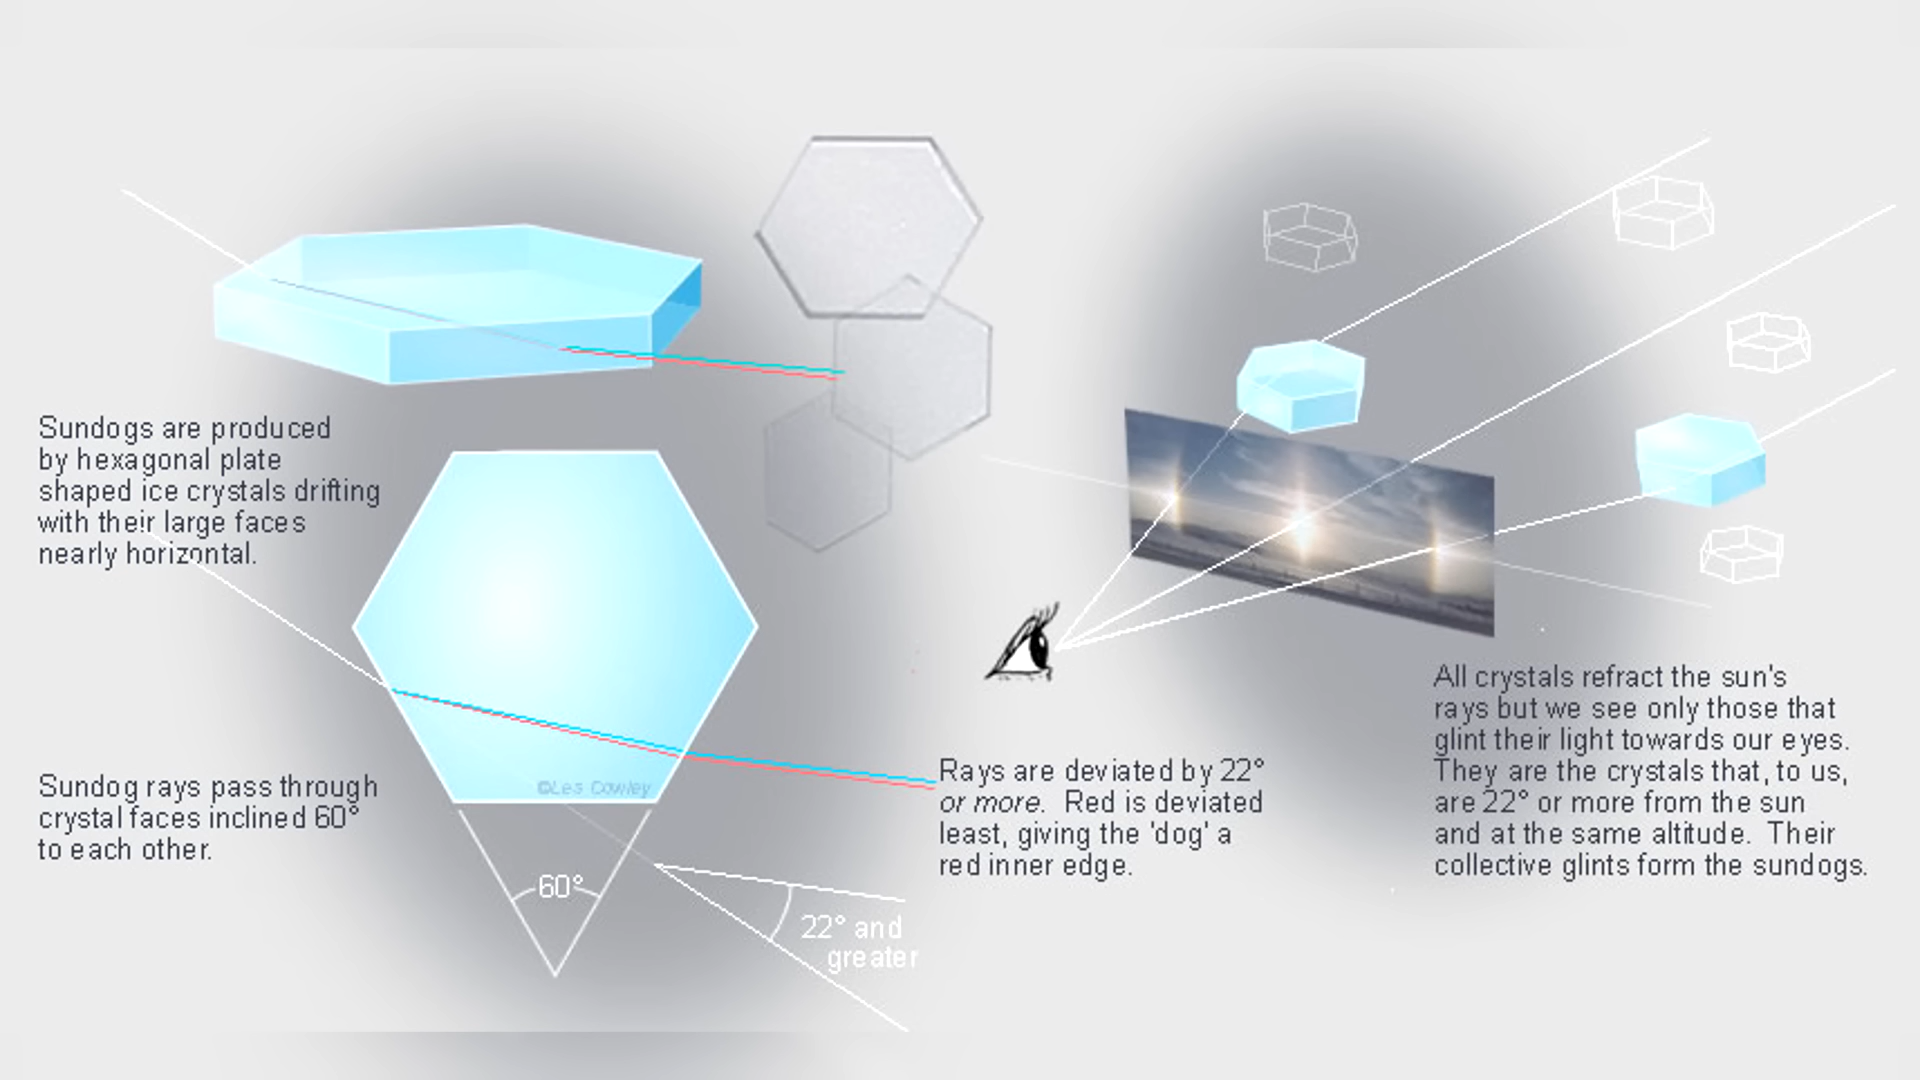 Sundogs are produced
by hexagonal plate
shaped ice crystals drifting
with their large faces
nearly horizontal.
Sundog rays pass through
crystal faces inclined 60°
to each other.
©Les Cowley
60°
22° and
greater
Rays are deviated by 22°
or more. Red is deviated
least, giving the 'dog' a
red inner edge.
All crystals refract the sun's
rays but we see only those that
glint their light towards our eyes.
They are the crystals that, to us,
are 22° or more from the sun
and at the same altitude. Their
collective glints form the sundogs.